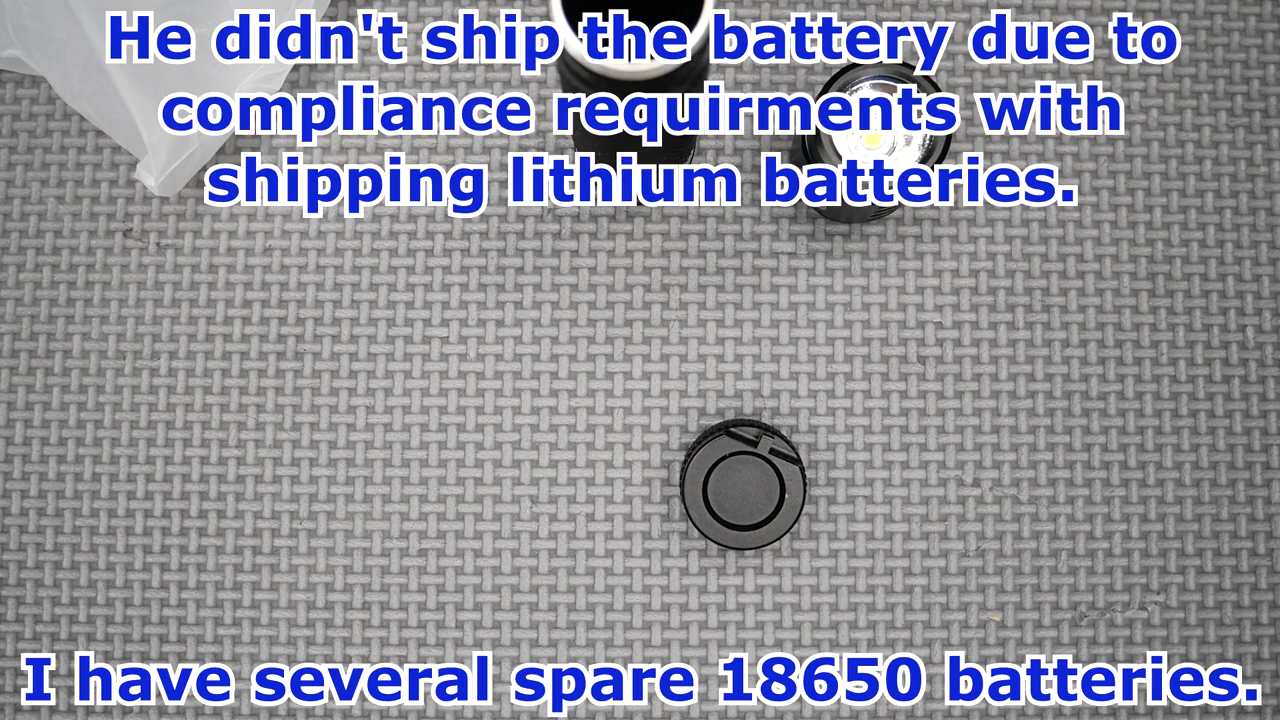 He didn't ship the battery due to
compliance requirments with
shipping lithium batteries.
I have several spare 18650 batteries.